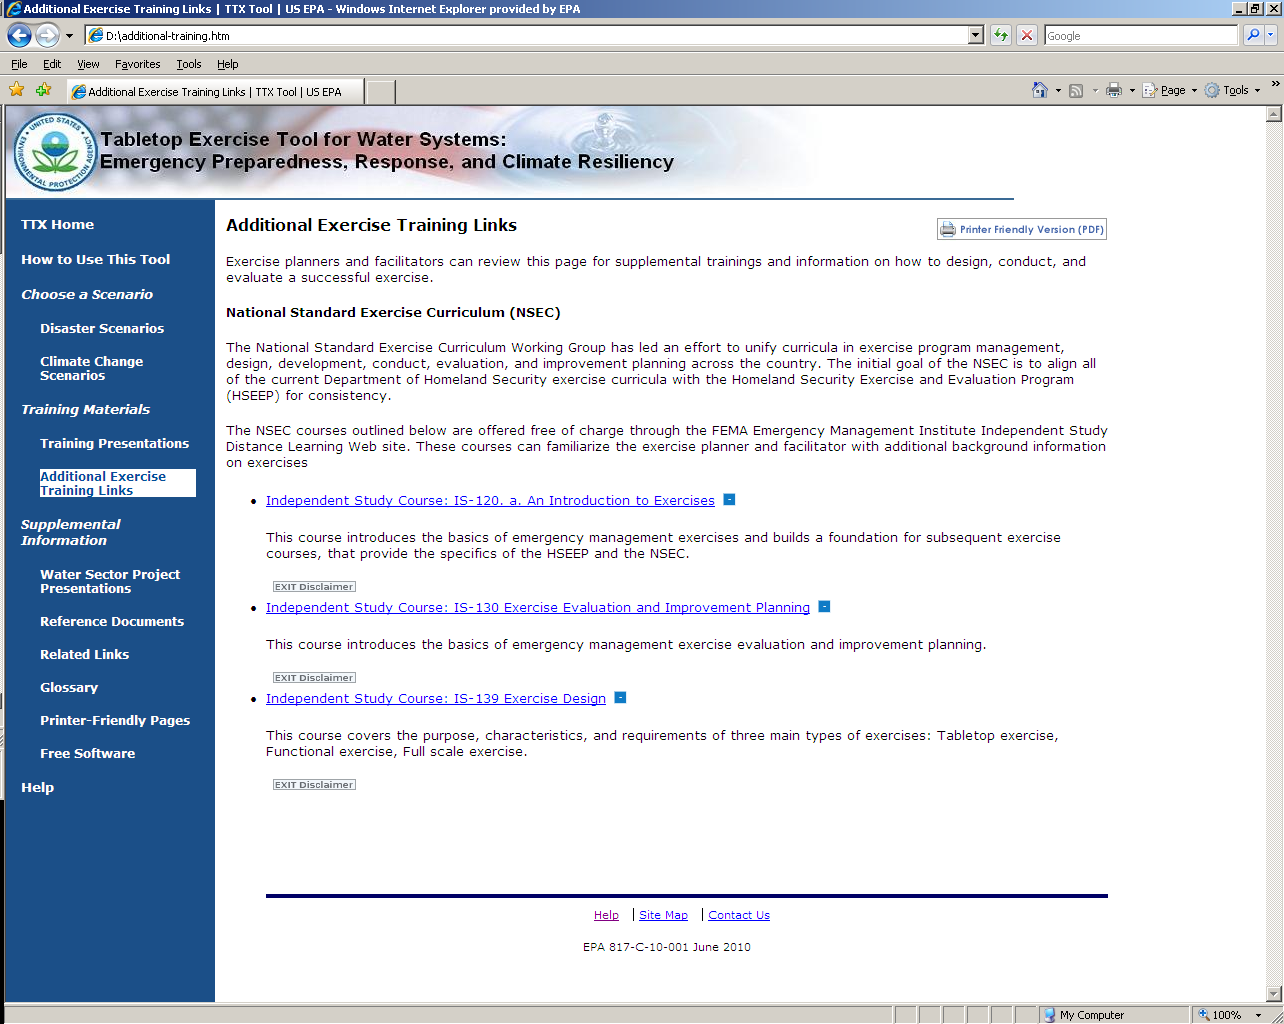 Additional Exercise Training Links | TTX Tool | US EPA - Windows Internet Explorer provided by EPA
D:\additional-training.htm
Google
File Edit View Favorites Tools Help
Additional Exercise Training Links | TTX Tool | US EPA
Page Tools
UNITED STATES ENVIRONMENTAL PROTECTION AGENCY
Tabletop Exercise Tool for Water Systems:
Emergency Preparedness, Response, and Climate Resiliency
TTX Home
How to Use This Tool
Choose a Scenario
Disaster Scenarios
Climate Change
Scenarios
Training Materials
Training Presentations
Additional Exercise
Training Links
Supplemental
Information
Water Sector Project
Presentations
Reference Documents
Related Links
Glossary
Printer-Friendly Pages
Free Software
Help
Additional Exercise Training Links
Printer Friendly Version (PDF)
Exercise planners and facilitators can review this page for supplemental trainings and information on how to design, conduct, and
evaluate a successful exercise.
National Standard Exercise Curriculum (NSEC)
The National Standard Exercise Curriculum Working Group has led an effort to unify curricula in exercise program management,
design, development, conduct, evaluation, and improvement planning across the country. The initial goal of the NSEC is to align all
of the current Department of Homeland Security exercise curricula with the Homeland Security Exercise and Evaluation Program
(HSEEP) for consistency.
The NSEC courses outlined below are offered free of charge through the FEMA Emergency Management Institute Independent Study
Distance Learning Web site. These courses can familiarize the exercise planner and facilitator with additional background information
on exercises
• Independent Study Course: IS-120. a. An Introduction to Exercises -
This course introduces the basics of emergency management exercises and builds a foundation for subsequent exercise
courses, that provide the specifics of the HSEEP and the NSEC.
EXIT Disclaimer
• Independent Study Course: IS-130 Exercise Evaluation and Improvement Planning -
This course introduces the basics of emergency management exercise evaluation and improvement planning.
EXIT Disclaimer
• Independent Study Course: IS-139 Exercise Design -
This course covers the purpose, characteristics, and requirements of three main types of exercises: Tabletop exercise,
Functional exercise, Full scale exercise.
EXIT Disclaimer
Help | Site Map | Contact Us
EPA 817-C-10-001 June 2010
My Computer
100%